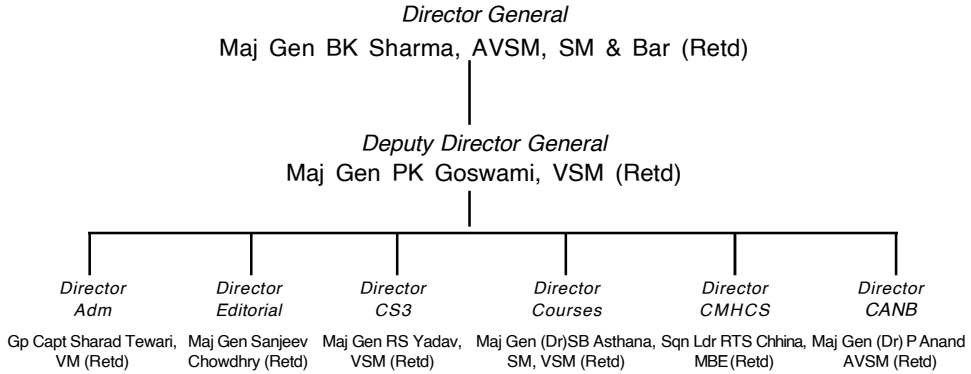 Director General
Maj Gen BK Sharma, AVSM, SM & Bar (Retd)
Deputy Director General
Maj Gen PK Goswami, VSM (Retd)
Director
Adm
Gp Capt Sharad Tewari,
VM (Retd)
Director
Editorial
Maj Gen Sanjeev
Chowdhry (Retd)
Director
CS3
Maj Gen RS Yadav,
VSM (Retd)
Director
Courses
Maj Gen (Dr)SB Asthana,
SM, VSM (Retd)
Director
CMHCS
Sqn Ldr RTS Chhina,
MBE(Retd)
Director
CANB
Maj Gen (Dr) P Anand
AVSM (Retd)